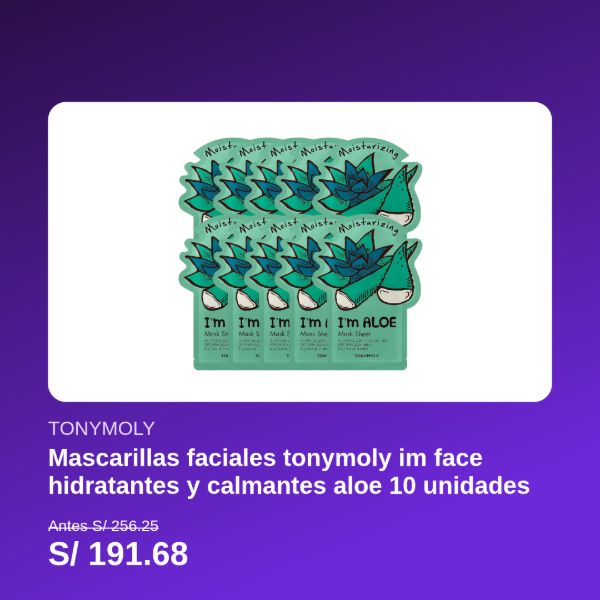 Moisturizing
Moisturizing
I'm
I'm
I'm
I'm
I'm ALOE
Mask Sheet
TONYMOLY
TONYMOLY
Mascarillas faciales tonymoly im face
hidratantes y calmantes aloe 10 unidades
Antes S/ 256.25
S/ 191.68